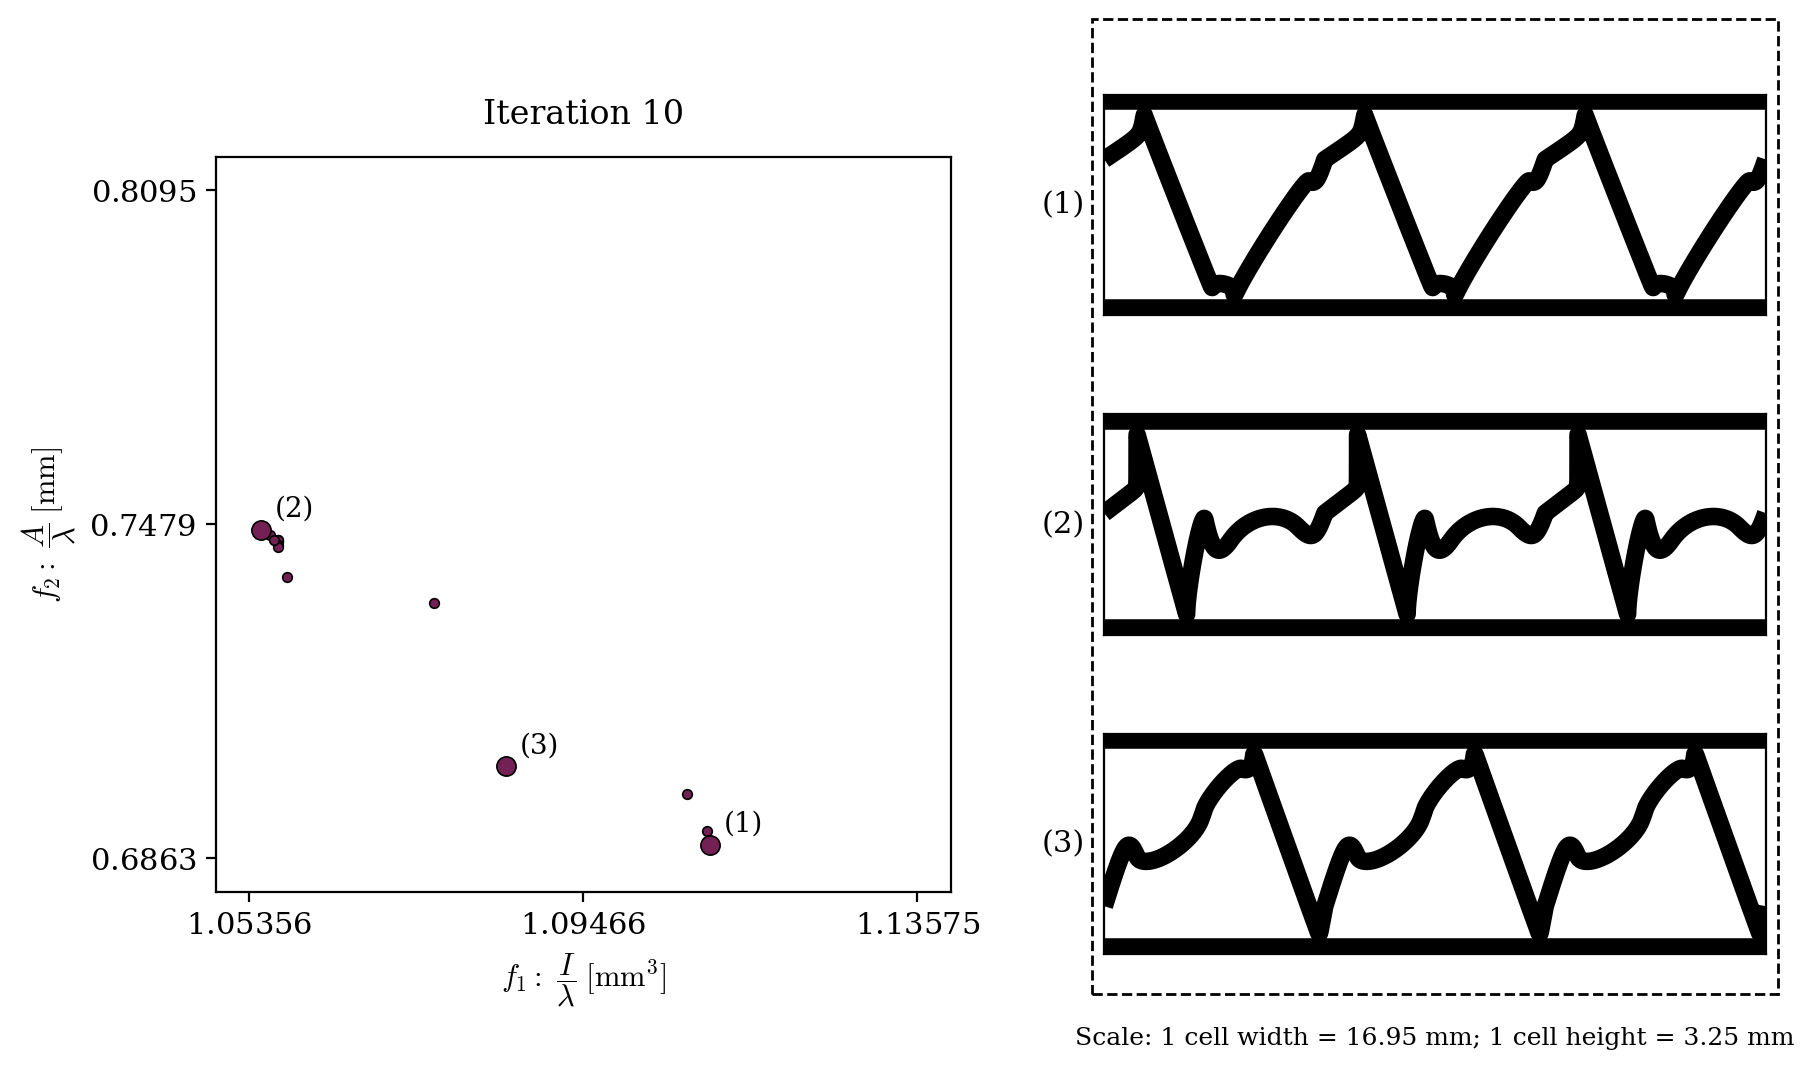 Iteration 10
0.8095
0.7479
0.6863
f₂ : A/λ [mm]
(2)
(3)
(1)
1.05356 1.09466 1.13575
f₁ : I/λ [mm³]
(1)
(2)
(3)
Scale: 1 cell width = 16.95 mm; 1 cell height = 3.25 mm